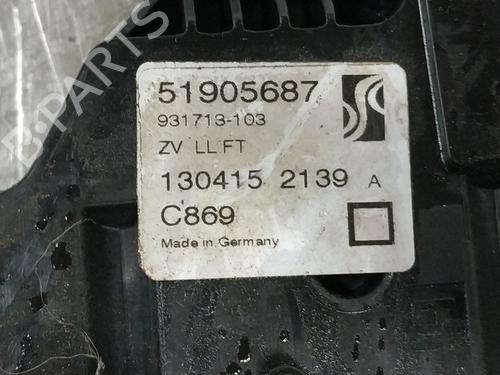 51905687
931713-103
ZV LL FT
130415 2139 A
C869
Made in Germany
B-PARTS